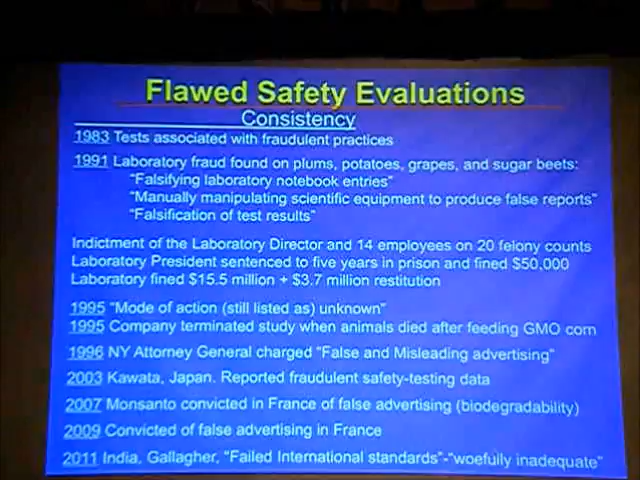 Flawed Safety Evaluations
Consistency
1983 Tests associated with fraudulent practices
1991 Laboratory fraud found on plums, potatoes, grapes, and sugar beets:
"Falsifying laboratory notebook entries"
"Manually manipulating scientific equipment to produce false reports"
"Falsification of test results"
Indictment of the Laboratory Director and 14 employees on 20 felony counts
Laboratory President sentenced to five years in prison and fined $50,000
Laboratory fined $15.5 million + $3.7 million restitution
1995 "Mode of action (still listed as) unknown"
1995 Company terminated study when animals died after feeding GMO corn
1996 NY Attorney General charged "False and Misleading advertising"
2003 Kawata, Japan. Reported fraudulent safety-testing data
2007 Monsanto convicted in France of false advertising (biodegradability)
2009 Convicted of false advertising in France
2011 India, Gallagher, "Failed International standards"-"woefully inadequate"